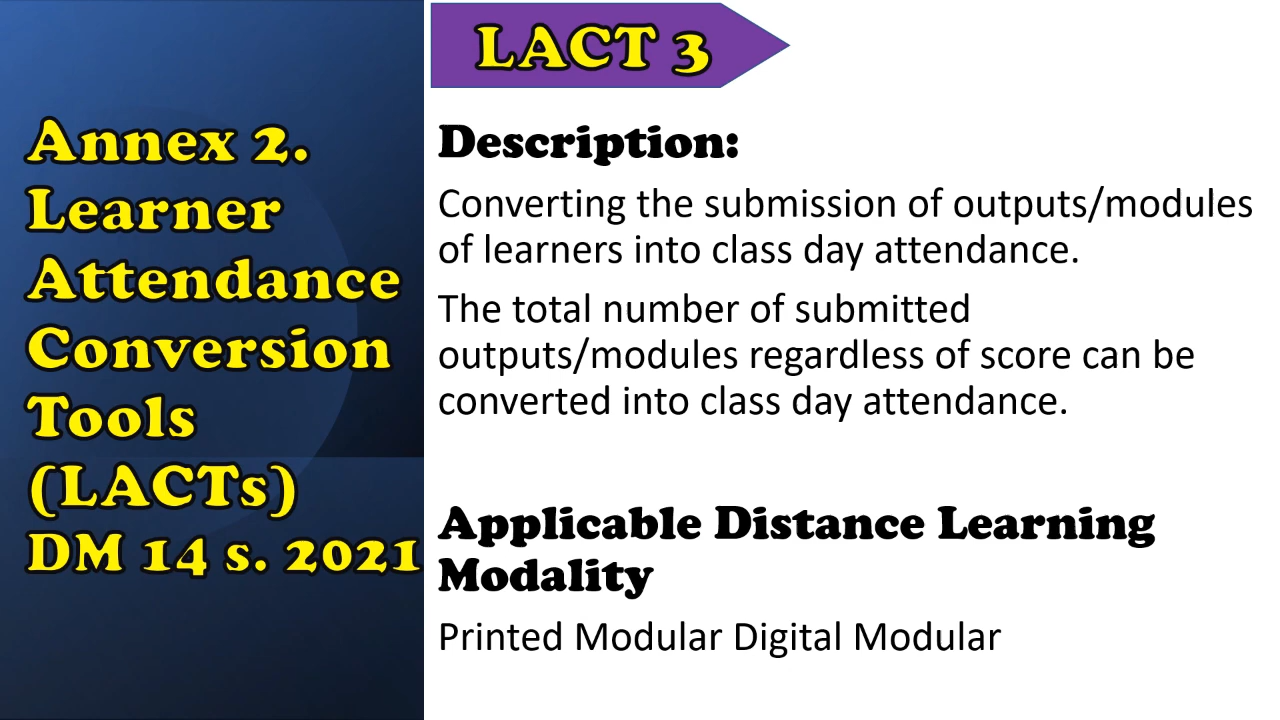 Annex 2.
Learner
Attendance
Conversion
Tools
(LACTs)
DM 14 s. 2021
LACT 3
Description:
Converting the submission of outputs/modules
of learners into class day attendance.
The total number of submitted
outputs/modules regardless of score can be
converted into class day attendance.
Applicable Distance Learning
Modality
Printed Modular Digital Modular